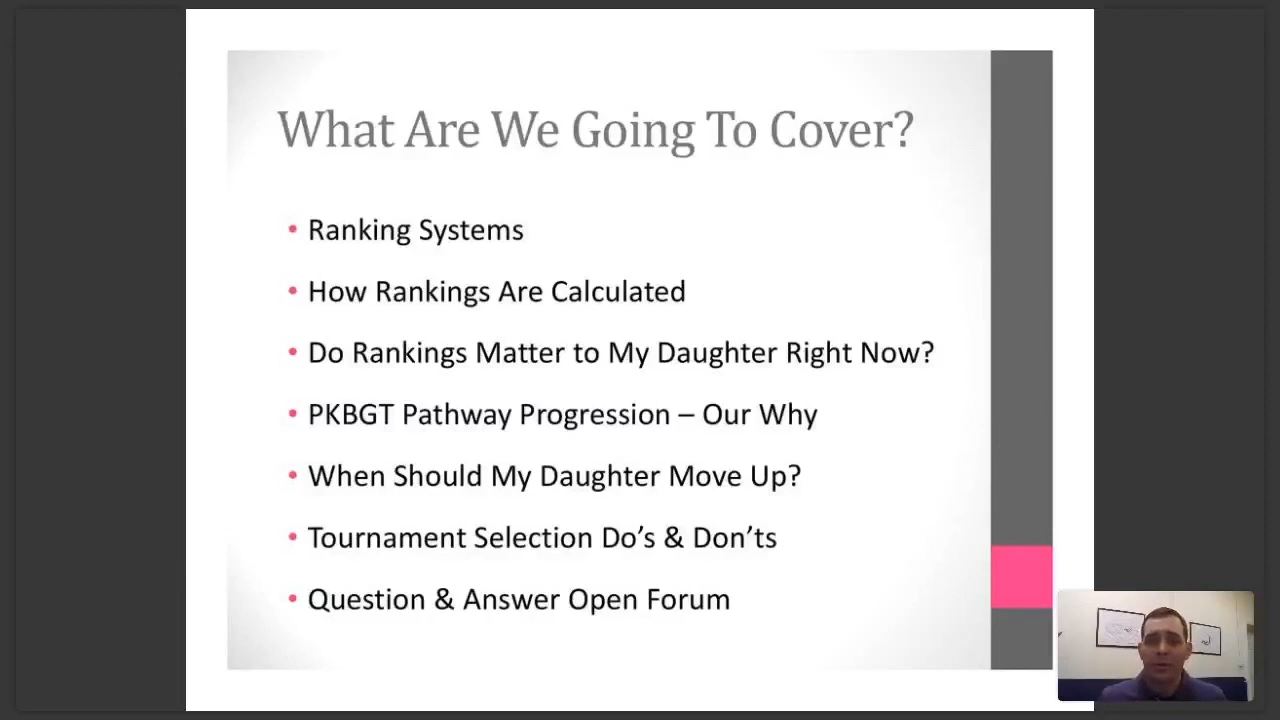 What Are We Going To Cover?
• Ranking Systems
• How Rankings Are Calculated
• Do Rankings Matter to My Daughter Right Now?
• PKBGT Pathway Progression – Our Why
• When Should My Daughter Move Up?
• Tournament Selection Do’s & Don’ts
• Question & Answer Open Forum